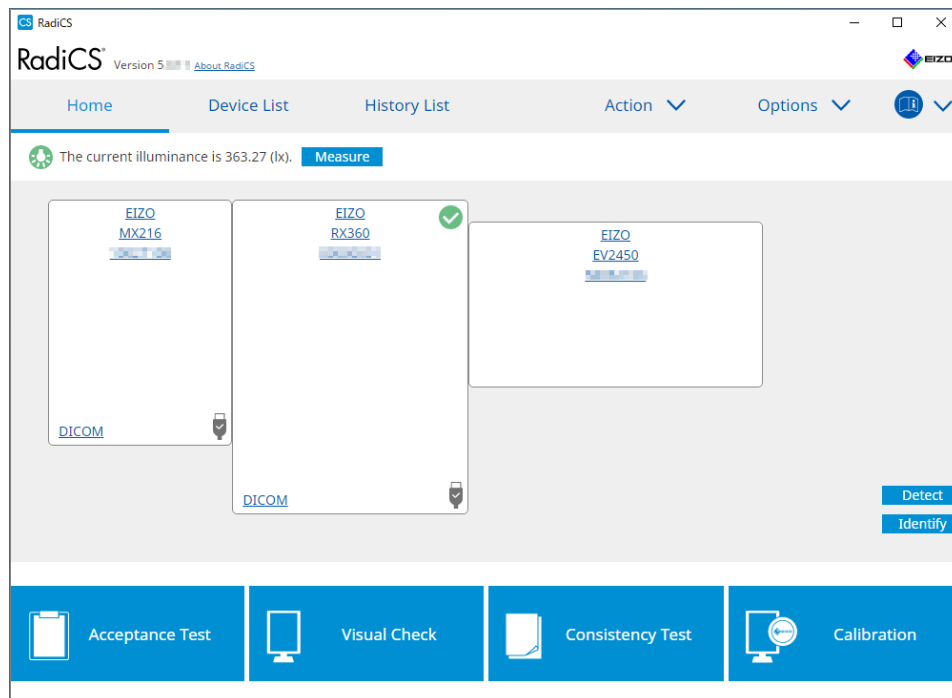 CS RadiCS
RadiCS Version 5. About RadiCS
EIZO
Home Device List History List Action Options
The current illuminance is 363.27 (lx). Measure
EIZO
MX216
DICOM
EIZO
RX360
DICOM
EIZO
EV2450
Detect
Identify
Acceptance Test Visual Check Consistency Test Calibration